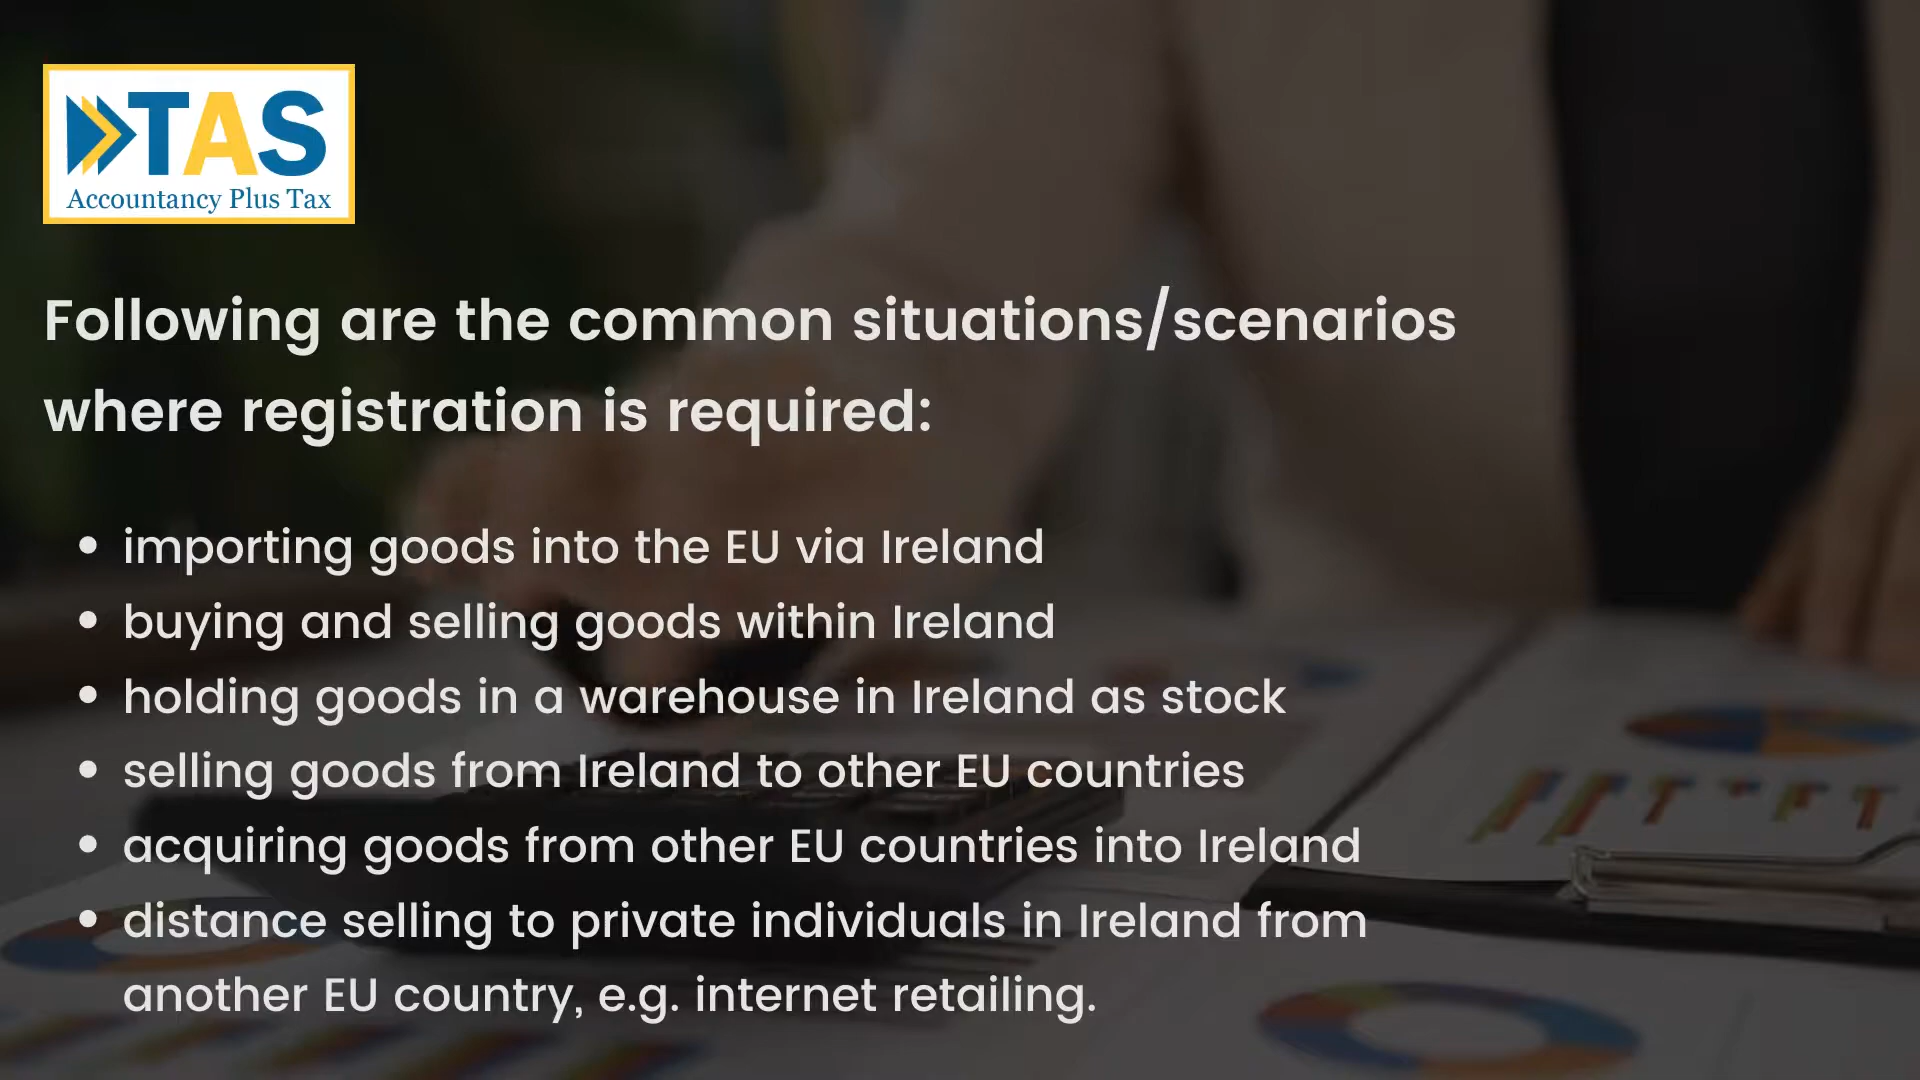 TAS
Accountancy Plus Tax
Following are the common situations/scenarios
where registration is required:
• importing goods into the EU via Ireland
• buying and selling goods within Ireland
• holding goods in a warehouse in Ireland as stock
• selling goods from Ireland to other EU countries
• acquiring goods from other EU countries into Ireland
• distance selling to private individuals in Ireland from
another EU country, e.g. internet retailing.